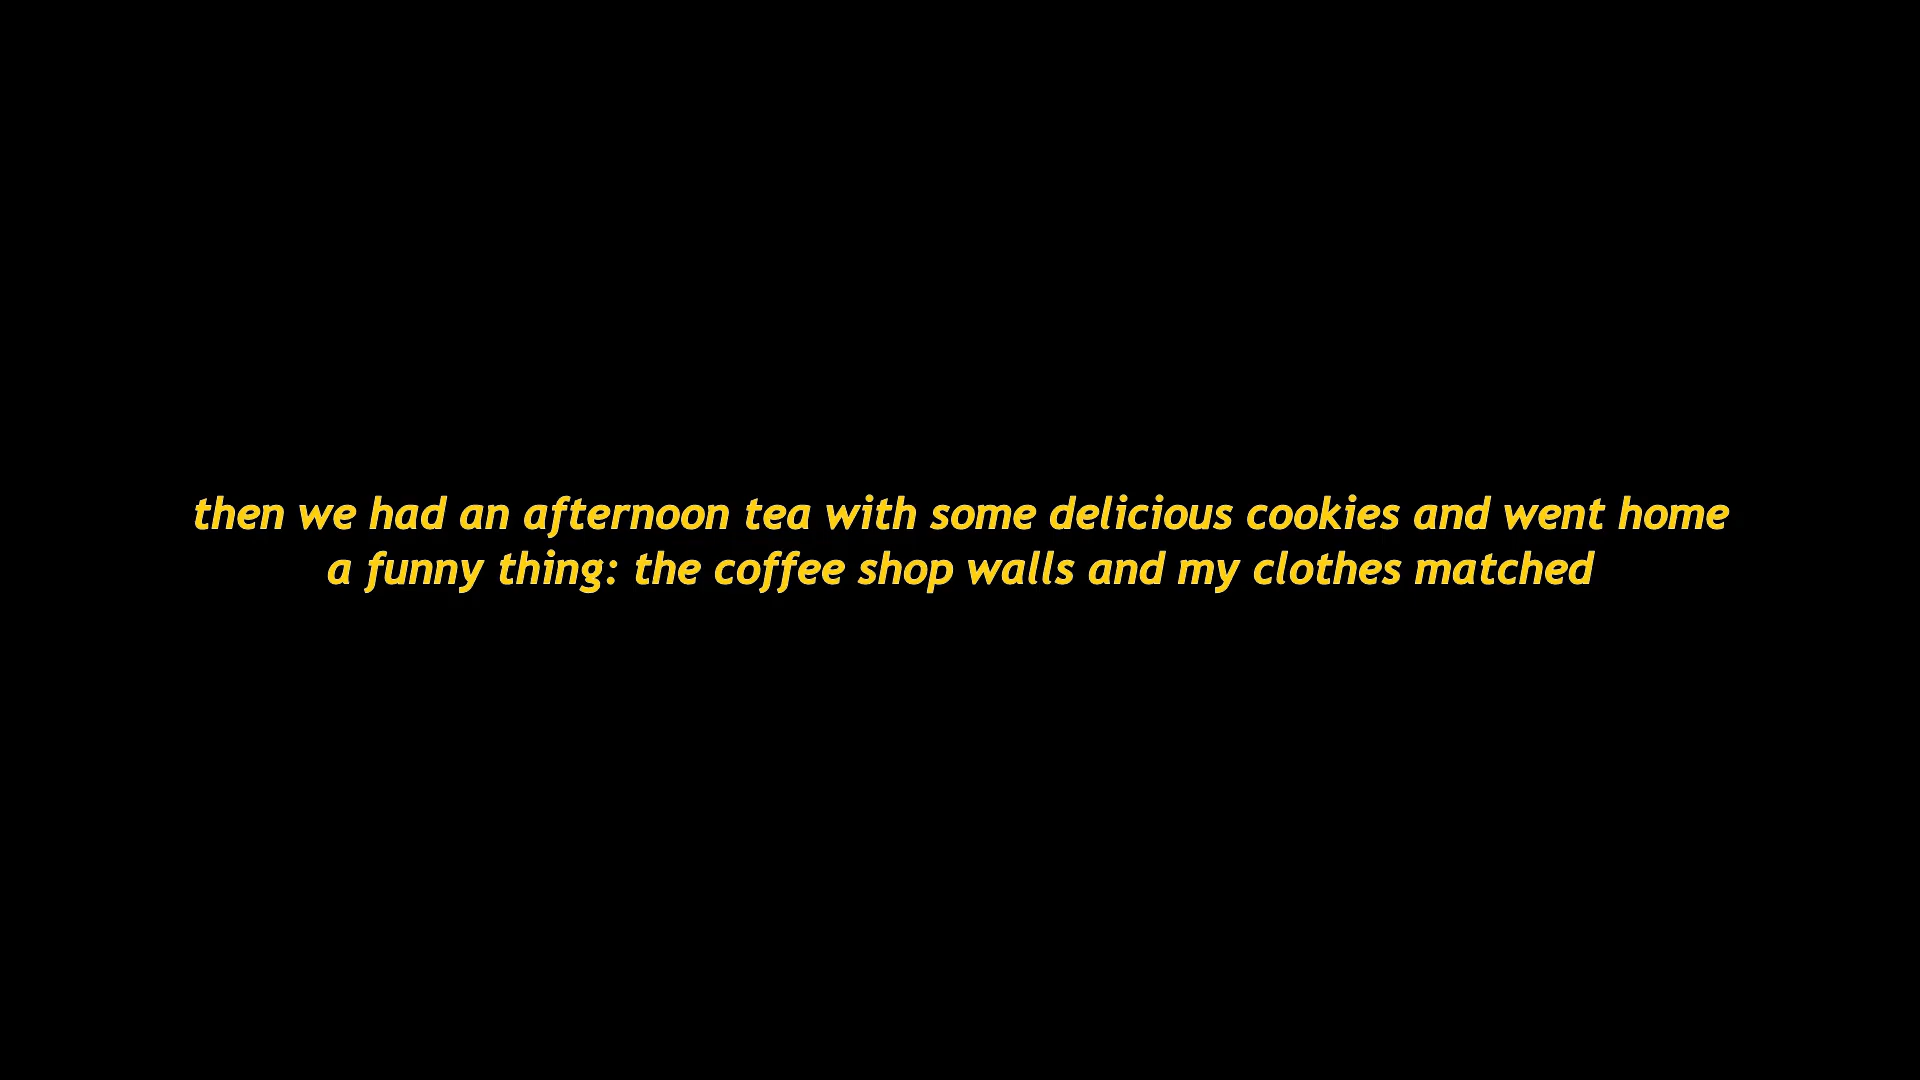 then we had an afternoon tea with some delicious cookies and went home
a funny thing: the coffee shop walls and my clothes matched